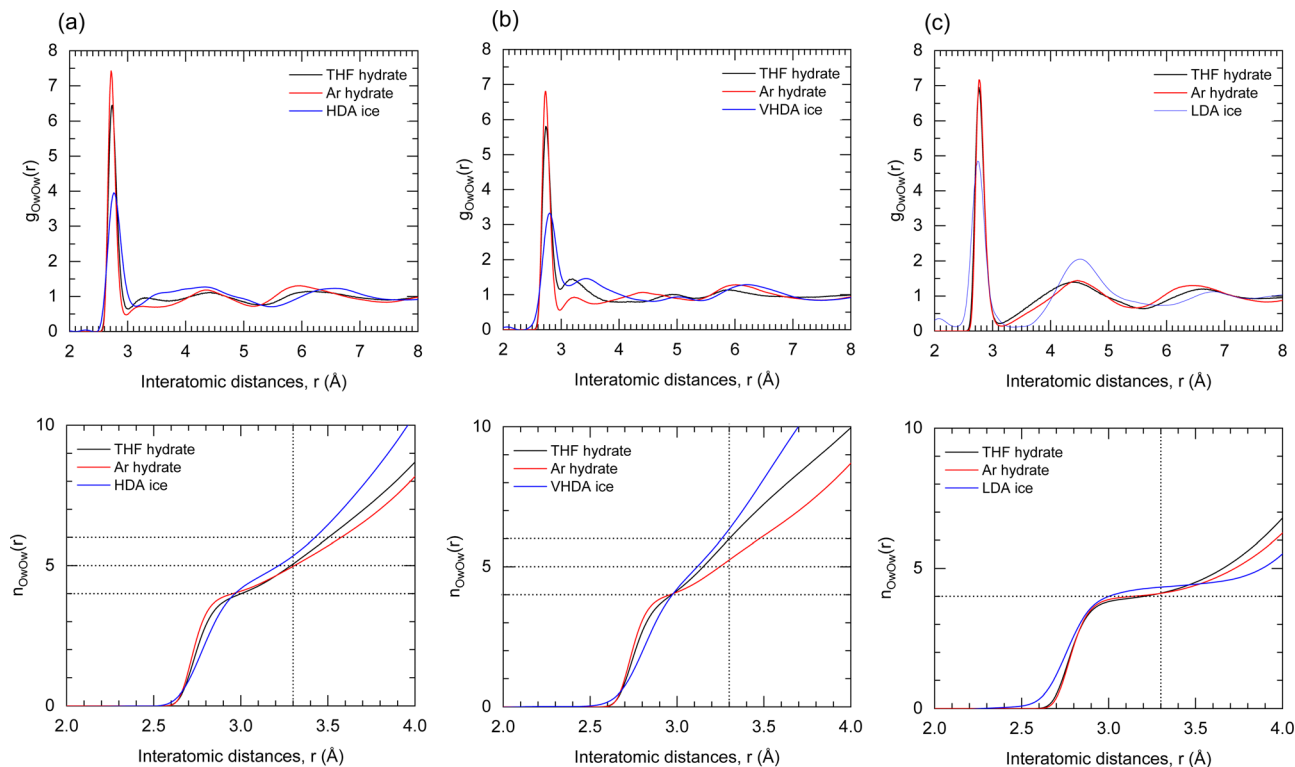 (a)
g_OwOw(r)
8
7
6
5
4
3
2
1
0
THF hydrate
Ar hydrate
HDA ice
2 3 4 5 6 7 8
Interatomic distances, r (Å)
(b)
g_OwOw(r)
8
7
6
5
4
3
2
1
0
THF hydrate
Ar hydrate
VHDA ice
2 3 4 5 6 7 8
Interatomic distances, r (Å)
(c)
g_OwOw(r)
8
7
6
5
4
3
2
1
0
THF hydrate
Ar hydrate
LDA ice
2 3 4 5 6 7 8
Interatomic distances, r (Å)
n_OwOw(r)
10
5
0
THF hydrate
Ar hydrate
HDA ice
2.0 2.5 3.0 3.5 4.0
Interatomic distances, r (Å)
n_OwOw(r)
10
5
0
THF hydrate
Ar hydrate
VHDA ice
2.0 2.5 3.0 3.5 4.0
Interatomic distances, r (Å)
n_OwOw(r)
10
5
0
THF hydrate
Ar hydrate
LDA ice
2.0 2.5 3.0 3.5 4.0
Interatomic distances, r (Å)